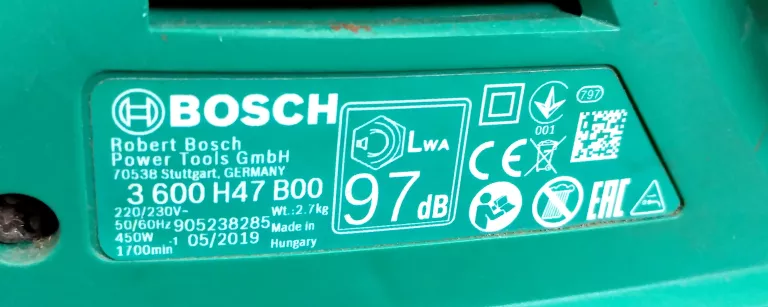 BOSCH
Robert Bosch
Power Tools GmbH
70538 Stuttgart, GERMANY
3 600 H47 B00
220/230V~ Wt.:2.7kg
50/60Hz 905238285 Made in
450W 05/2019 Hungary
1700min-1
LWA
97dB
001
797
CE
EAC